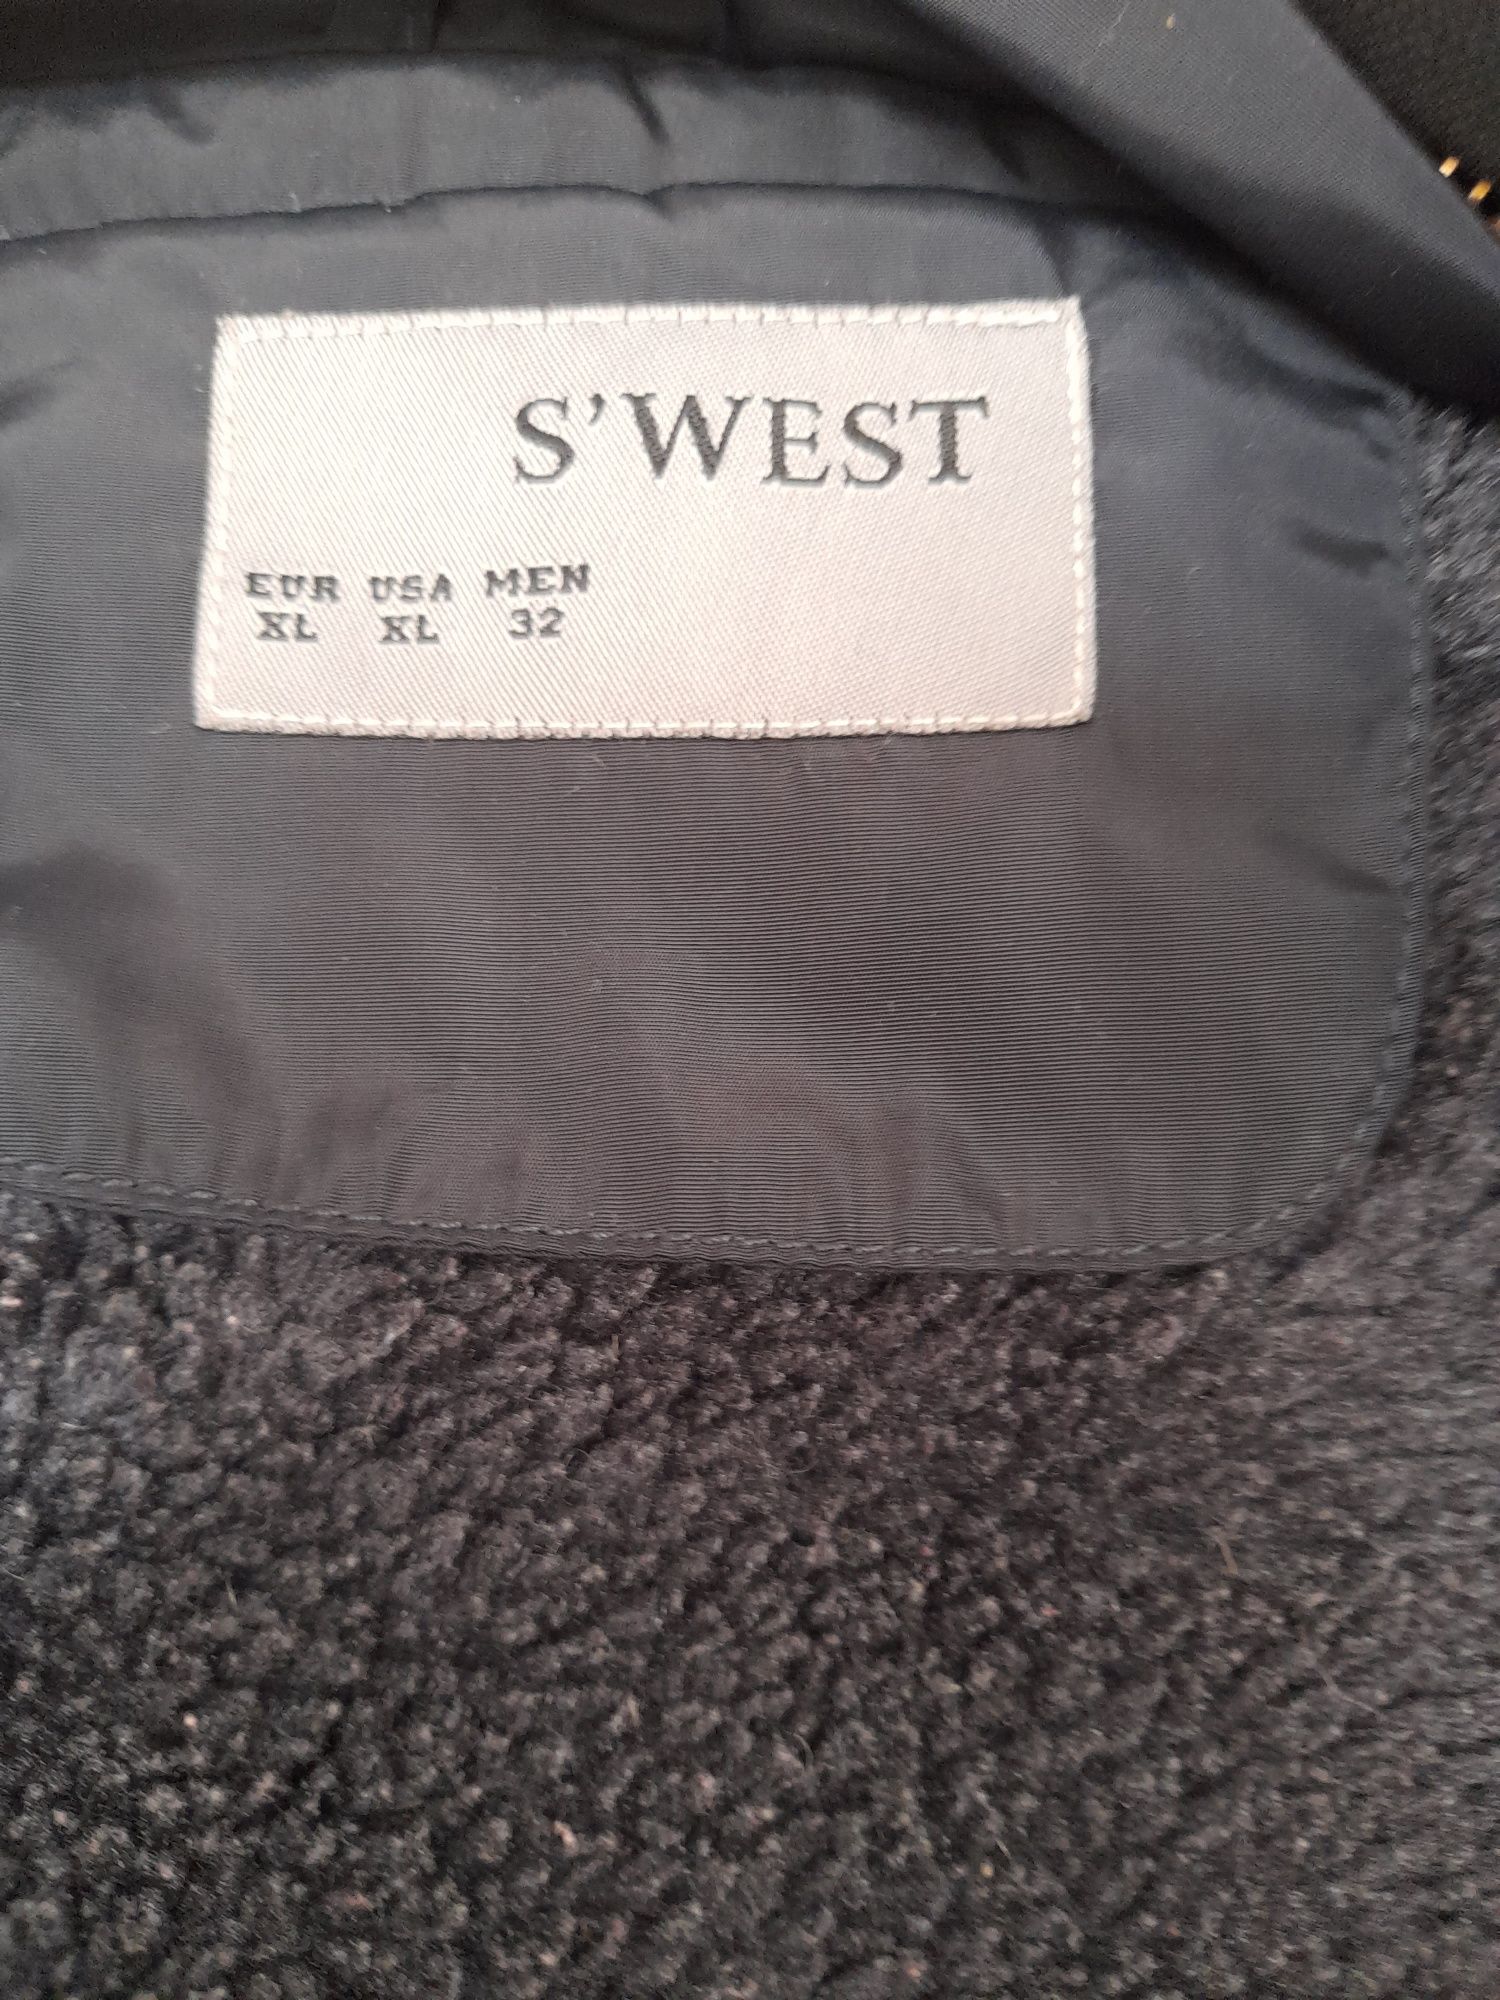 S'WEST
EUR USA MEN
XL XL 32